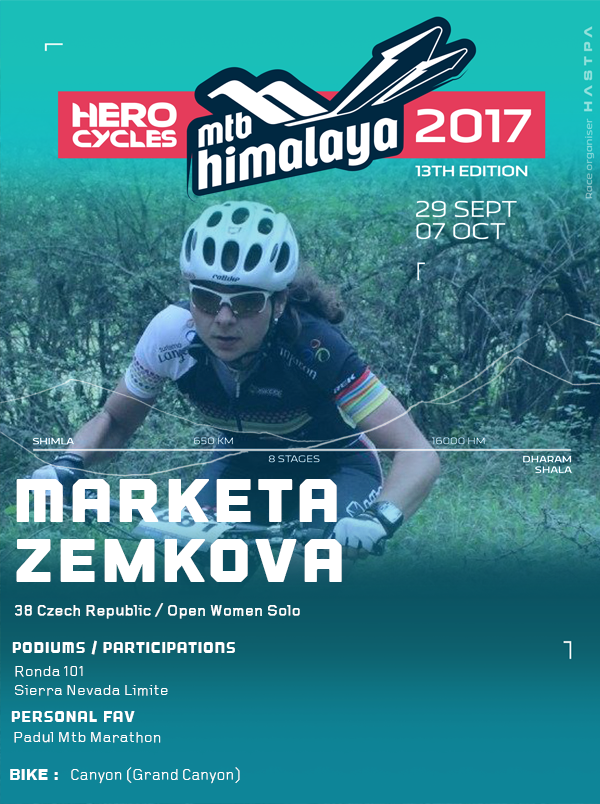 HERO
CYCLES
mtb
himalaya
2017
13TH EDITION
29 SEPT
07 OCT
Race organiser HASTPA
catlike
TREK
SHIMLA
650 KM
16000 HM
8 STAGES
DHARAM
SHALA
MARKETA
ZEMKOVA
38 Czech Republic / Open Women Solo
PODIUMS / PARTICIPATIONS
Ronda 101
Sierra Nevada Limite
PERSONAL FAV
Padul Mtb Marathon
BIKE : Canyon (Grand Canyon)